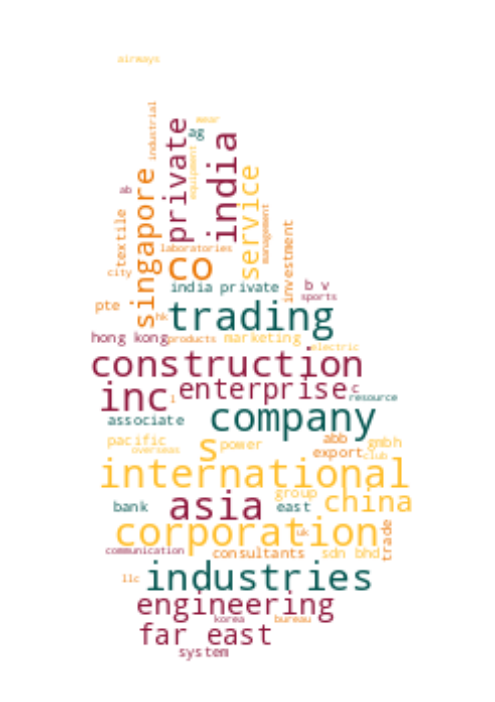 airways
industrial
private
ag
wear
equipment
india
ab
textile
singapore
service
management
laboratories
city
co
investment
india private
b v
sports
pte
hk
trading
hong kong
products
marketing
electric
construction
inc
i
enterprise
c
resource
associate
company
pacific
overseas
s
power
abb
gmbh
export
club
international
group
china
bank
asia
east
corporation
uk
trade
communication
consultants
sdn bhd
llc
industries
engineering
korea
bureau
far east
system